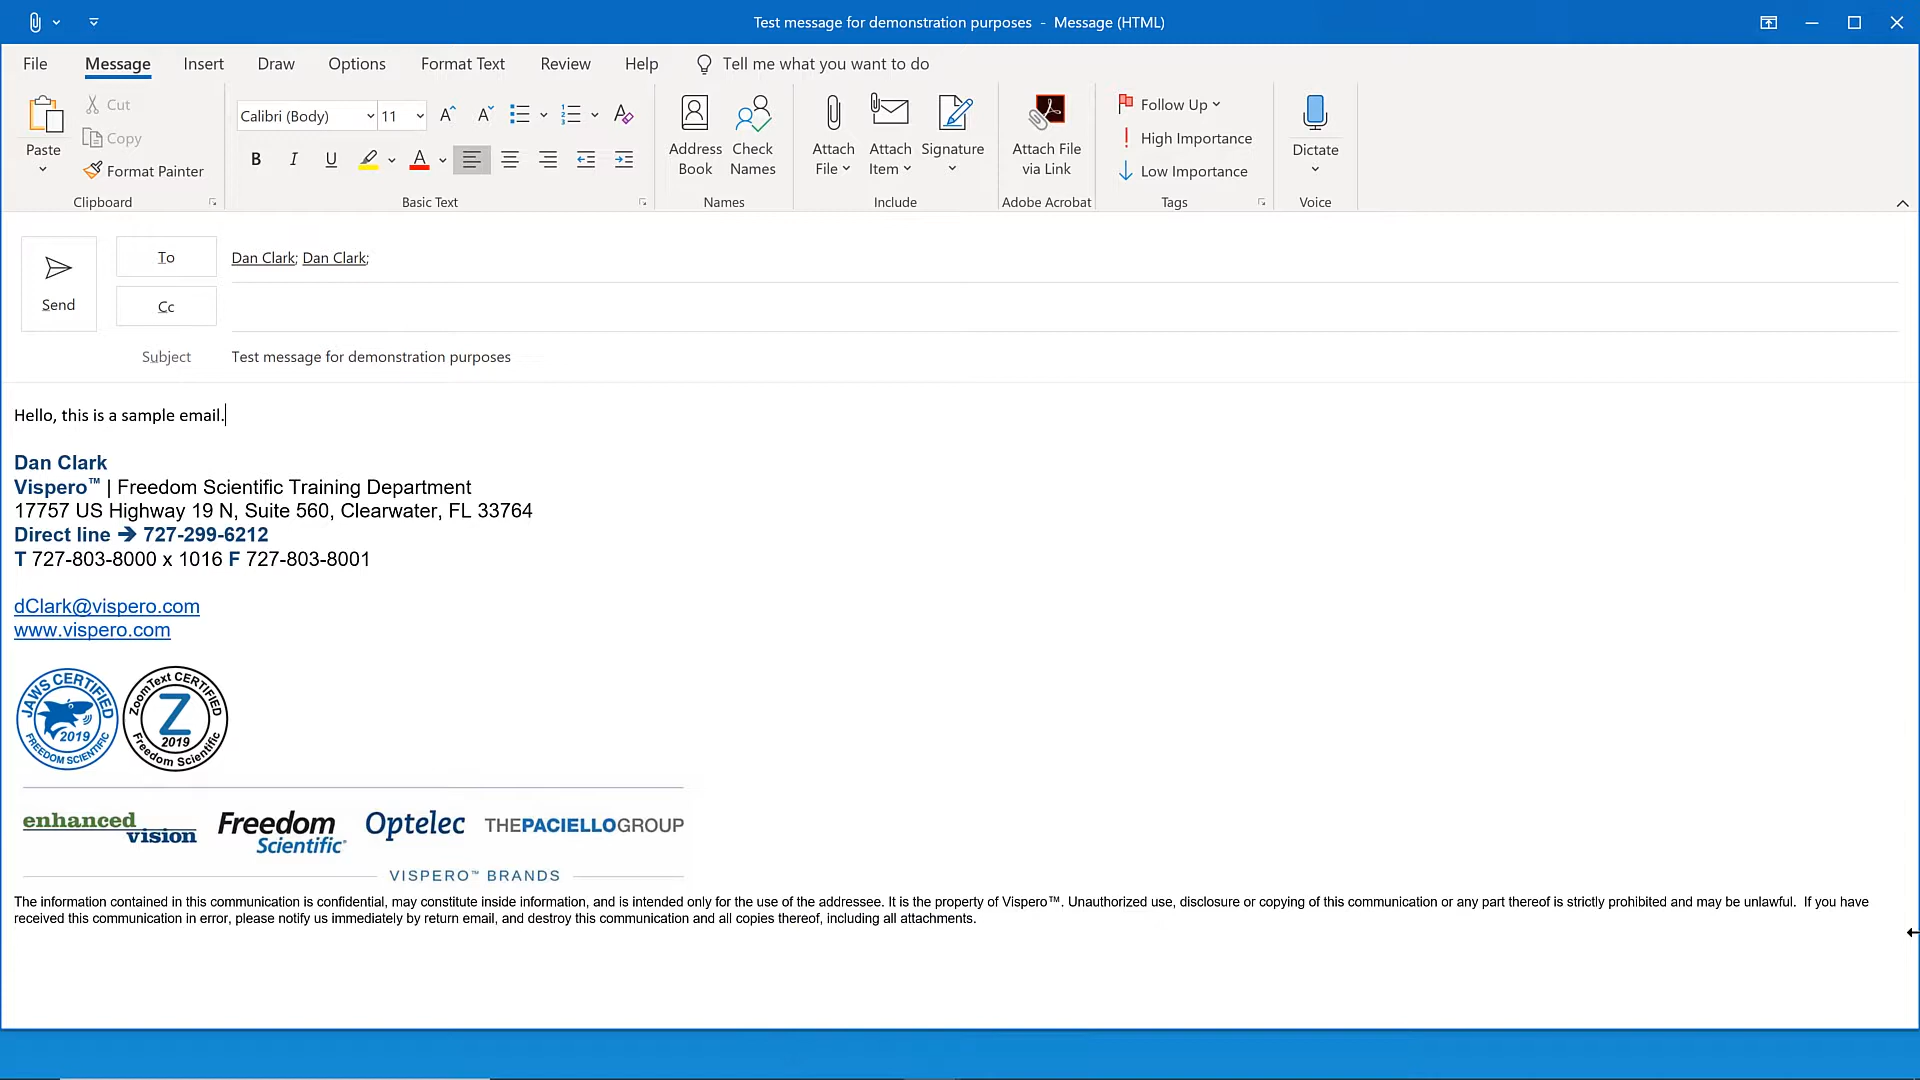 Test message for demonstration purposes - Message (HTML)
File Message Insert Draw Options Format Text Review Help Tell me what you want to do
Paste
Cut
Copy
Format Painter
Clipboard
Calibri (Body) 11
B I U
Basic Text
Address Book
Check Names
Names
Attach File
Attach Item
Signature
Include
Attach File via Link
Adobe Acrobat
Follow Up
High Importance
Low Importance
Tags
Dictate
Voice
Send
To Dan Clark; Dan Clark;
Cc
Subject Test message for demonstration purposes
Hello, this is a sample email.
Dan Clark
Vispero™ | Freedom Scientific Training Department
17757 US Highway 19 N, Suite 560, Clearwater, FL 33764
Direct line ➔ 727-299-6212
T 727-803-8000 x 1016 F 727-803-8001
dClark@vispero.com
www.vispero.com
JAWS CERTIFIED
2019
FREEDOM SCIENTIFIC
ZoomText CERTIFIED
Z
2019
Freedom Scientific
enhanced vision
Freedom Scientific
Optelec
THEPACIELLOGROUP
VISPERO™ BRANDS
The information contained in this communication is confidential, may constitute inside information, and is intended only for the use of the addressee. It is the property of Vispero™. Unauthorized use, disclosure or copying of this communication or any part thereof is strictly prohibited and may be unlawful. If you have
received this communication in error, please notify us immediately by return email, and destroy this communication and all copies thereof, including all attachments.